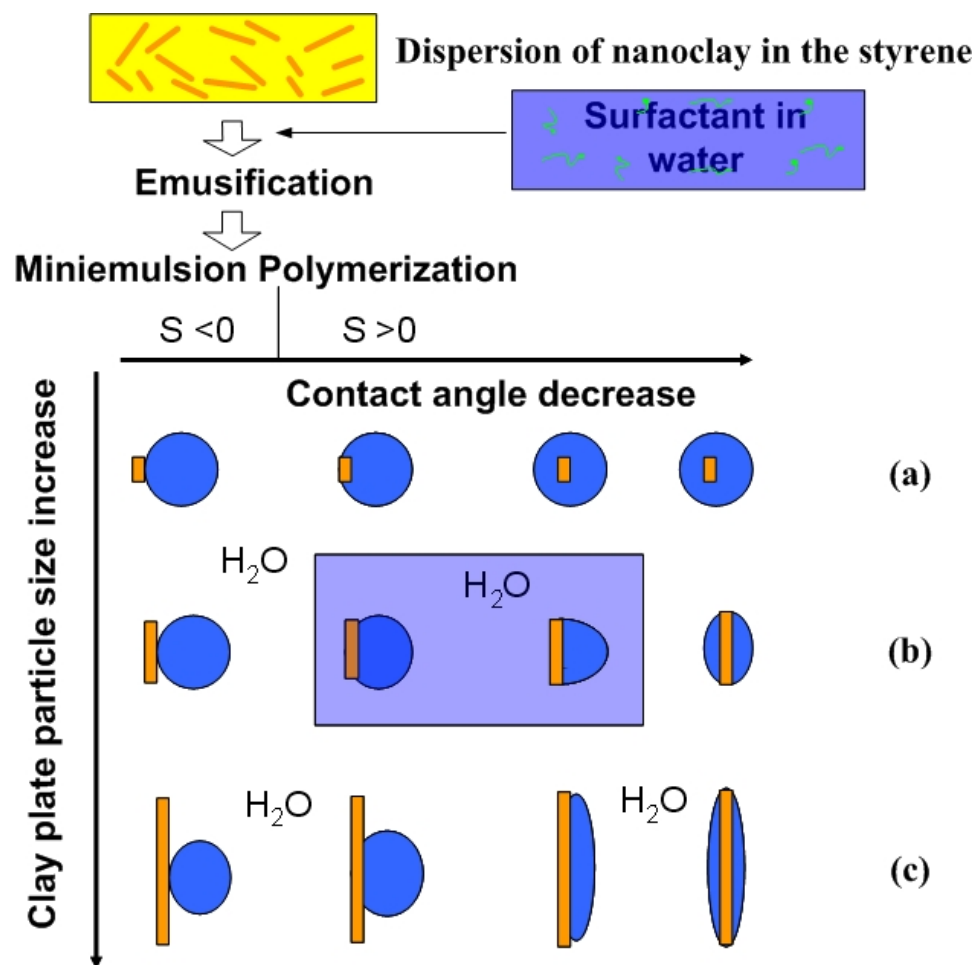 Dispersion of nanoclay in the styrene
Surfactant in
water
Emusification
Miniemulsion Polymerization
S <0
S >0
Contact angle decrease
Clay plate particle size increase
(a)
H₂O
H₂O
(b)
H₂O
H₂O
(c)